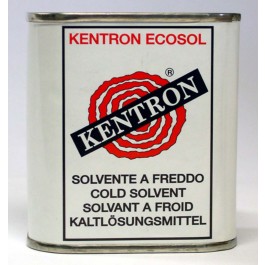 KENTRON ECOSOL
®
KENTRON
SOLVENTE A FREDDO
COLD SOLVENT
SOLVANT A FROID
KALTLÖSUNGSMITTEL